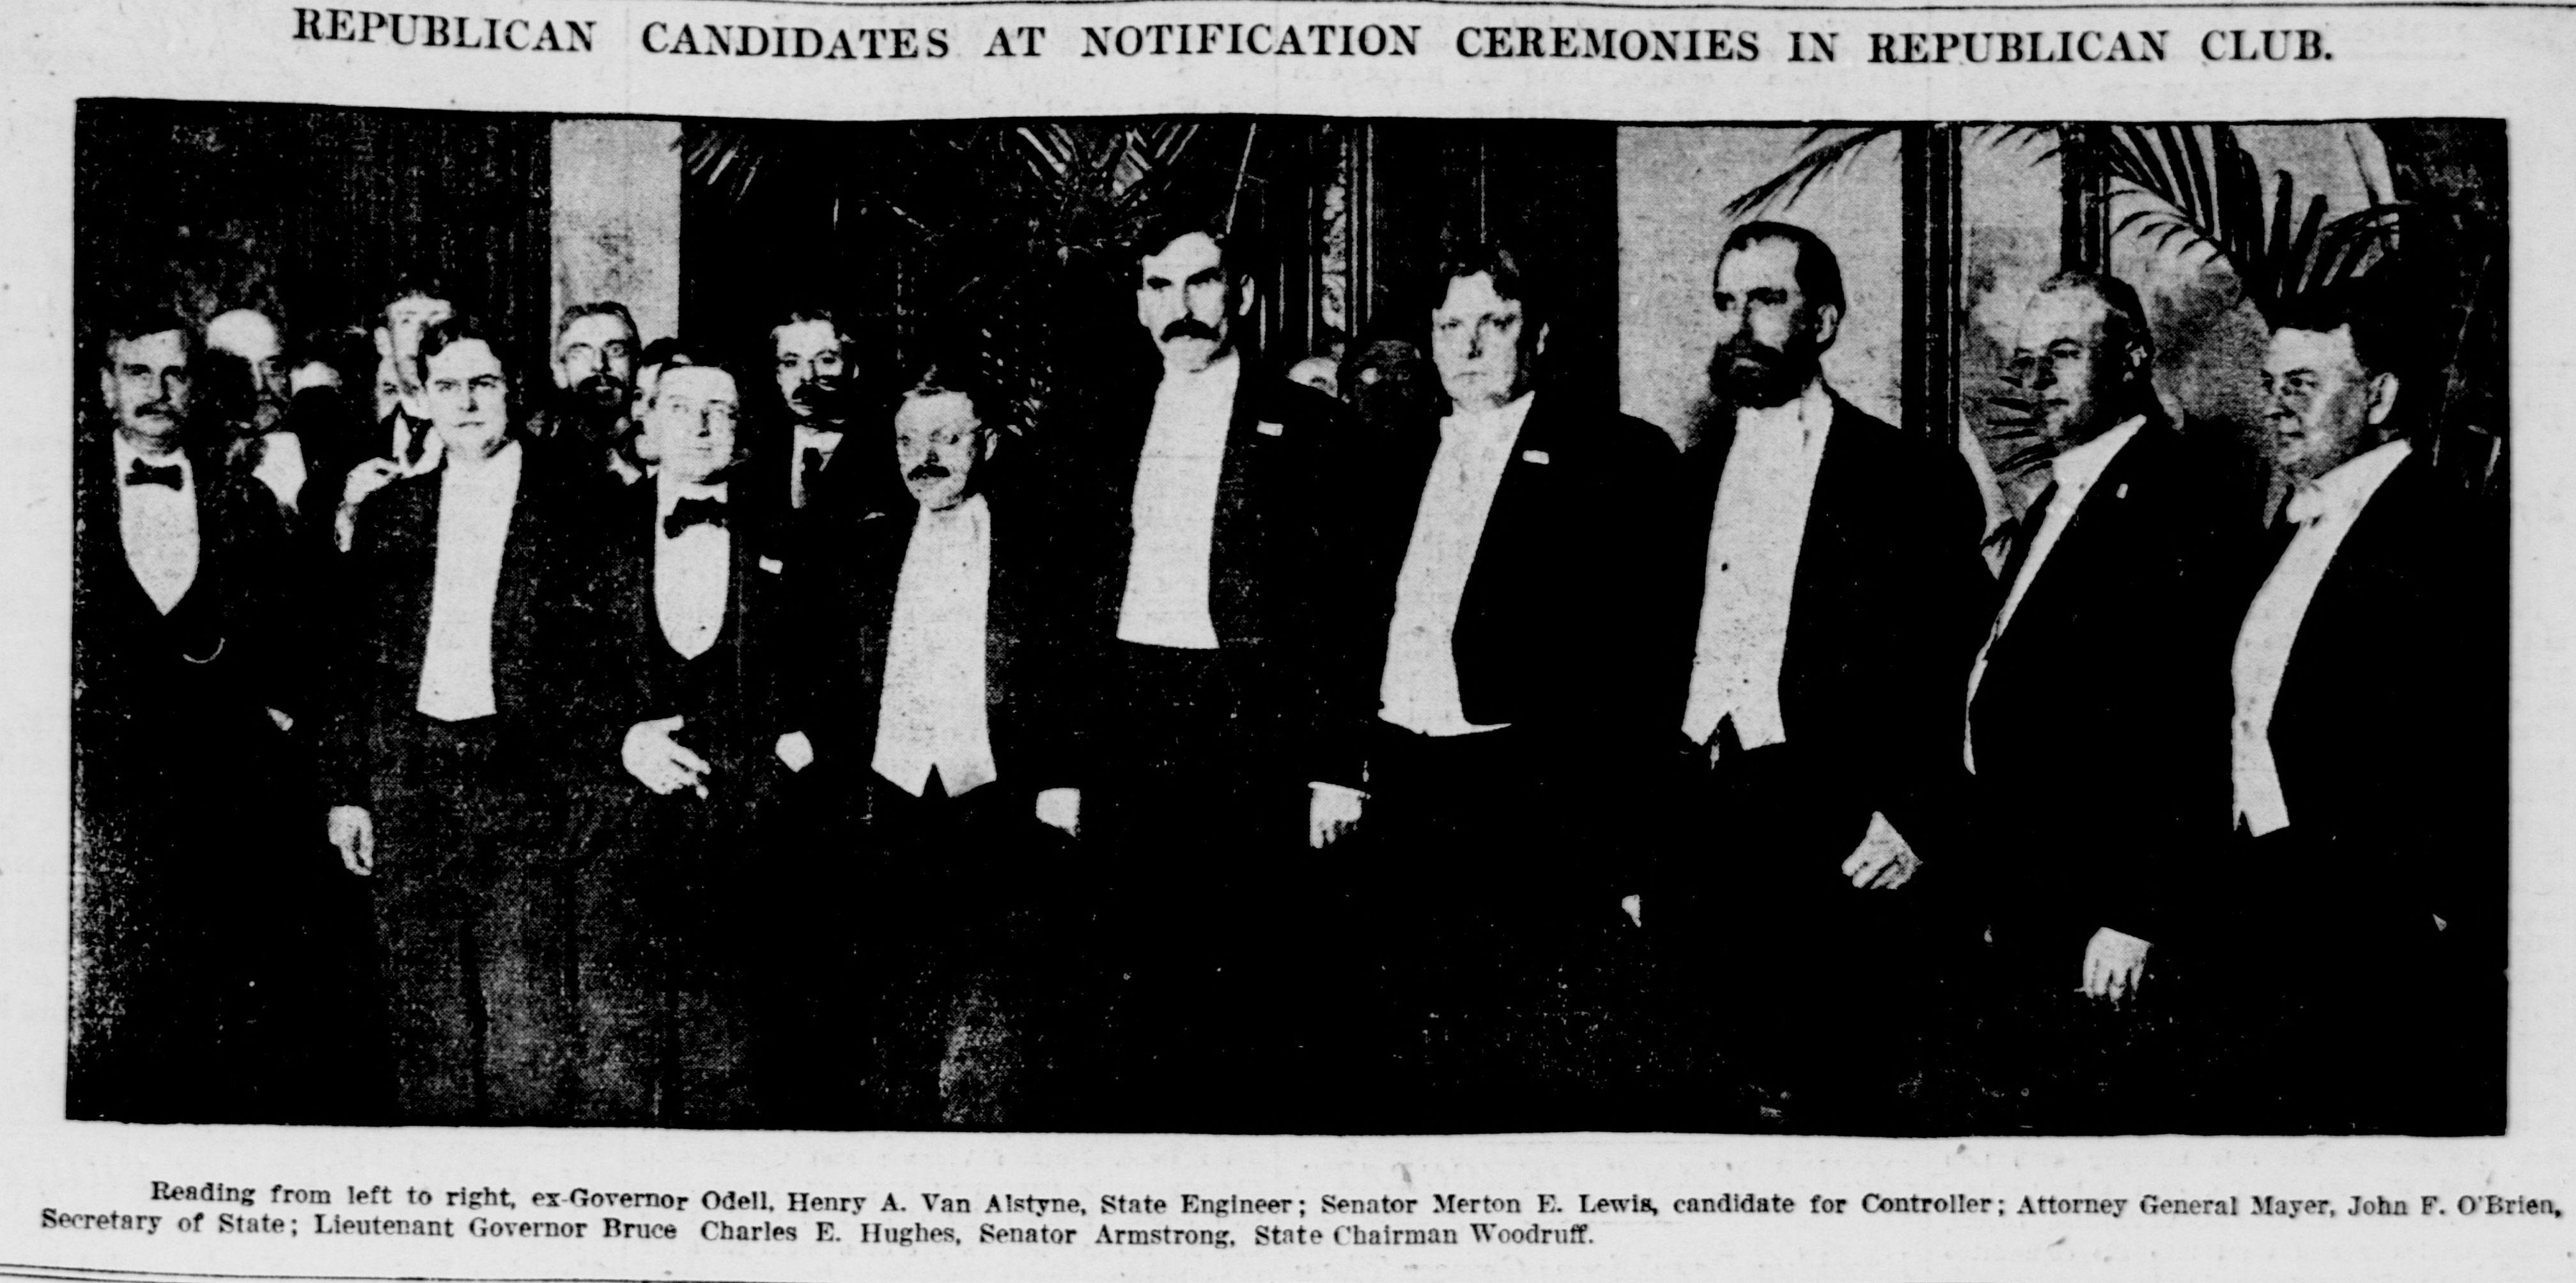 REPUBLICAN CANDIDATES AT NOTIFICATION CEREMONIES IN REPUBLICAN CLUB.
Reading from left to right, ex-Governor Odell, Henry A. Van Alstyne, State Engineer; Senator Merton E. Lewis, candidate for Controller; Attorney General Mayer, John F. O'Brien,
Secretary of State; Lieutenant Governor Bruce Charles E. Hughes, Senator Armstrong, State Chairman Woodruff.